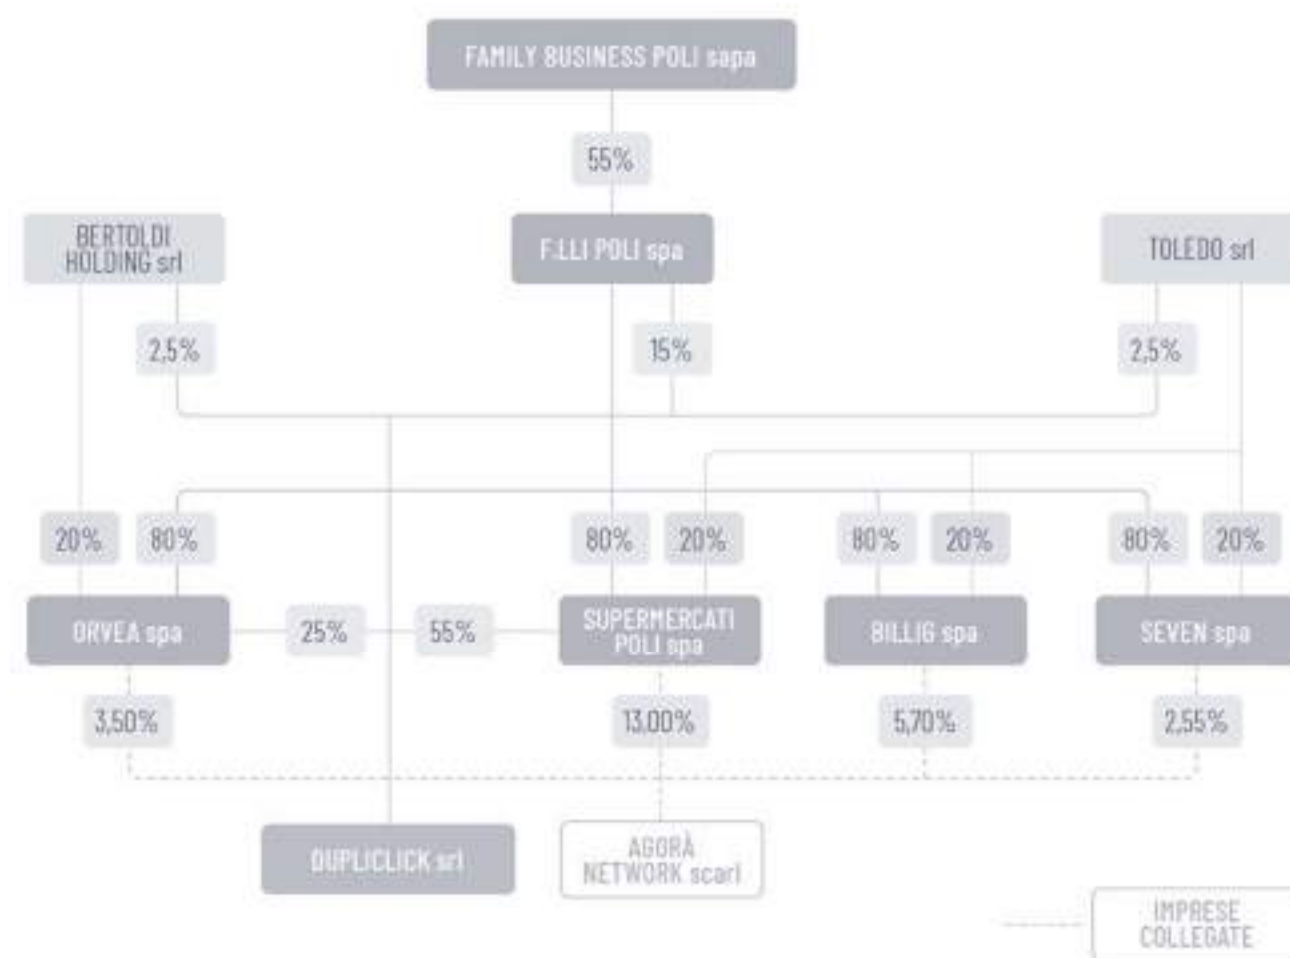 FAMILY BUSINESS POLI sapa
55%
BERTOLDI
HOLDING srl
F.LLI POLI spa
TOLEDO srl
2,5%
15%
2,5%
20%
80%
80%
20%
80%
20%
80%
20%
ORVEA spa
25%
55%
SUPERMERCATI
POLI spa
BILLIG spa
SEVEN spa
3,50%
13,00%
5,70%
2,55%
DUPLICLICK srl
AGORÀ
NETWORK scarl
IMPRESE
COLLEGATE